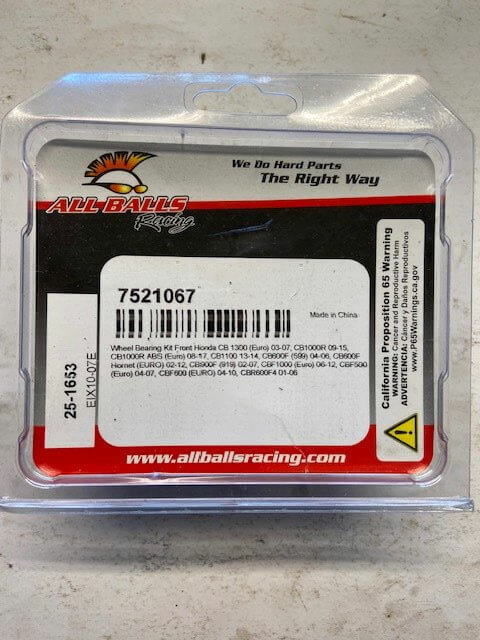 We Do Hard Parts
The Right Way
ALL BALLS
Racing
7521067
Made in China
Wheel Bearing Kit Front Honda CB 1300 (Euro) 03-07, CB1000R 09-15,
CB1000R ABS (Euro) 08-17, CB1100 13-14, CB600F (599) 04-06, CB600F
Hornet (EURO) 02-12, CB900F (919) 02-07, CBF1000 (Euro) 06-12, CBF500
(Euro) 04-07, CBF600 (EURO) 04-10, CBR600F4 01-06
25-1653
EIX10-07E
California Proposition 65 Warning
WARNING: Cancer and Reproductive Harm
ADVERTENCIA: Cáncer y Daños Reproductivos
www.P65Warnings.ca.gov
www.allballsracing.com